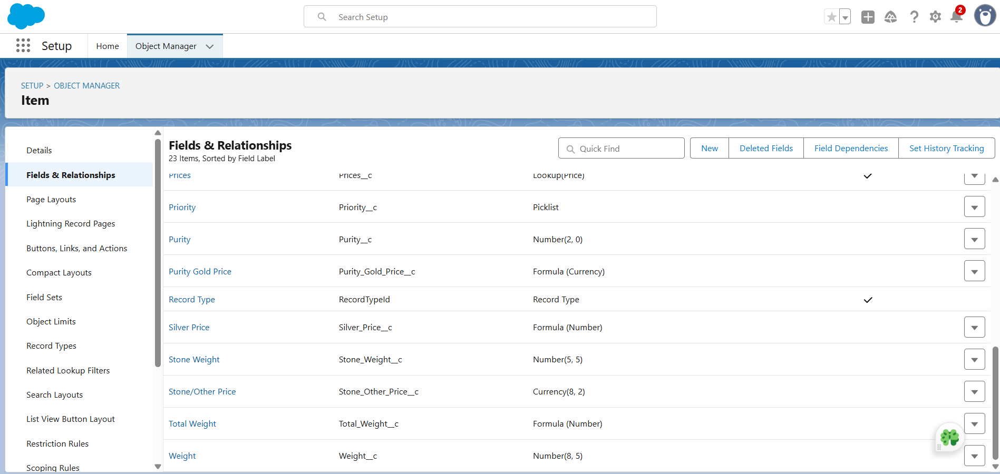 Search Setup
2
Setup
Home
Object Manager
SETUP > OBJECT MANAGER
Item
Details
Fields & Relationships
Page Layouts
Lightning Record Pages
Buttons, Links, and Actions
Compact Layouts
Field Sets
Object Limits
Record Types
Related Lookup Filters
Search Layouts
List View Button Layout
Restriction Rules
Scoping Rules
Fields & Relationships
23 Items, Sorted by Field Label
Quick Find
New
Deleted Fields
Field Dependencies
Set History Tracking
Prices Prices__c Lookup(Price)
Priority Priority__c Picklist
Purity Purity__c Number(2, 0)
Purity Gold Price Purity_Gold_Price__c Formula (Currency)
Record Type RecordTypeId Record Type
Silver Price Silver_Price__c Formula (Number)
Stone Weight Stone_Weight__c Number(5, 5)
Stone/Other Price Stone_Other_Price__c Currency(8, 2)
Total Weight Total_Weight__c Formula (Number)
Weight Weight__c Number(8, 5)